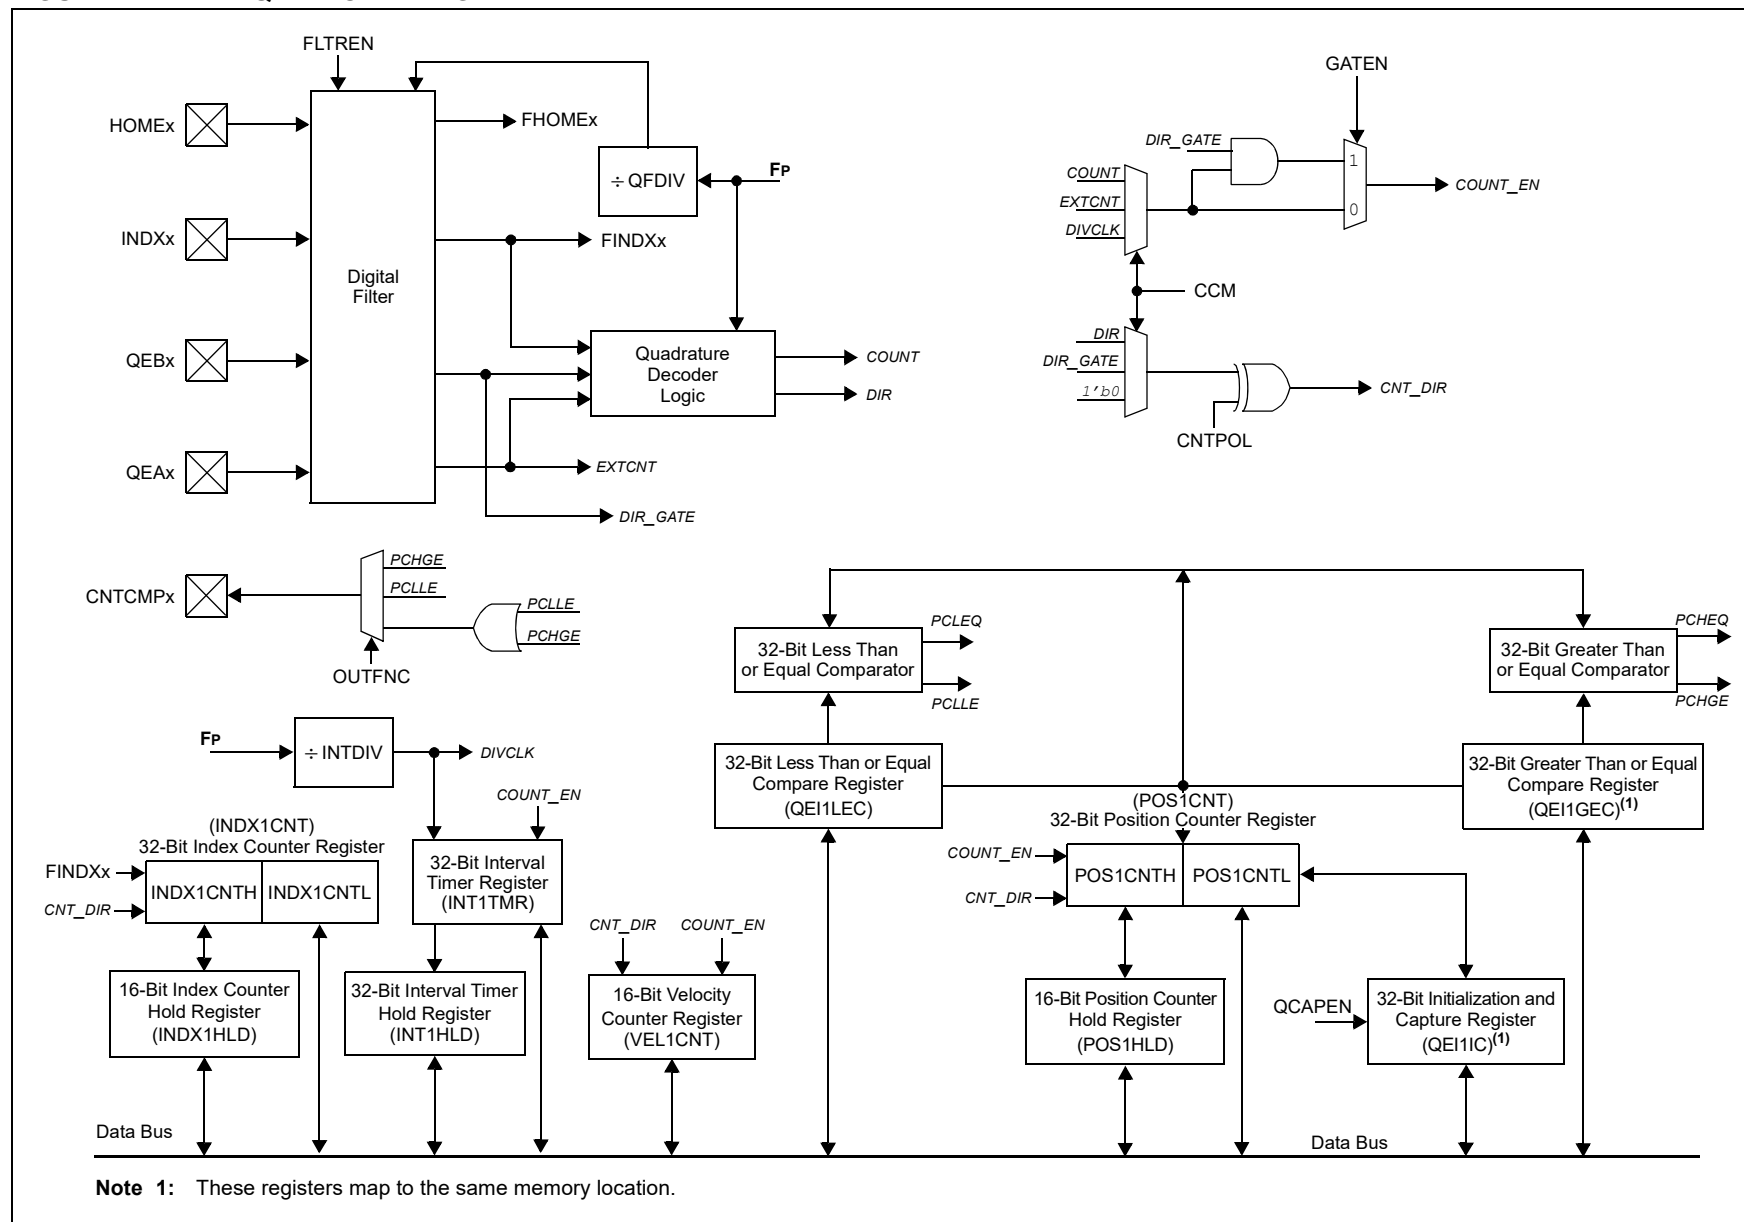 FLTREN
HOMEx
FHOMEx
÷ QFDIV
FP
INDXx
FINDXx
Digital
Filter
QEBx
Quadrature
Decoder
Logic
COUNT
DIR
QEAx
EXTCNT
DIR_GATE
GATEN
DIR_GATE
COUNT
EXTCNT
DIVCLK
1
0
COUNT_EN
CCM
DIR
DIR_GATE
1'b0
CNT_DIR
CNTPOL
CNTCMPx
PCHGE
PCLLE
PCLLE
PCHGE
OUTFNC
32-Bit Less Than
or Equal Comparator
PCLEQ
PCLLE
32-Bit Greater Than
or Equal Comparator
PCHEQ
PCHGE
FP
÷ INTDIV
DIVCLK
COUNT_EN
32-Bit Less Than or Equal
Compare Register
(QEI1LEC)
32-Bit Greater Than or Equal
Compare Register
(QEI1GEC)(1)
(INDX1CNT)
32-Bit Index Counter Register
FINDXx
CNT_DIR
INDX1CNTH
INDX1CNTL
32-Bit Interval
Timer Register
(INT1TMR)
(POS1CNT)
32-Bit Position Counter Register
COUNT_EN
CNT_DIR
POS1CNTH
POS1CNTL
CNT_DIR
COUNT_EN
16-Bit Index Counter
Hold Register
(INDX1HLD)
32-Bit Interval Timer
Hold Register
(INT1HLD)
16-Bit Velocity
Counter Register
(VEL1CNT)
16-Bit Position Counter
Hold Register
(POS1HLD)
QCAPEN
32-Bit Initialization and
Capture Register
(QEI1IC)(1)
Data Bus
Data Bus
Note 1: These registers map to the same memory location.